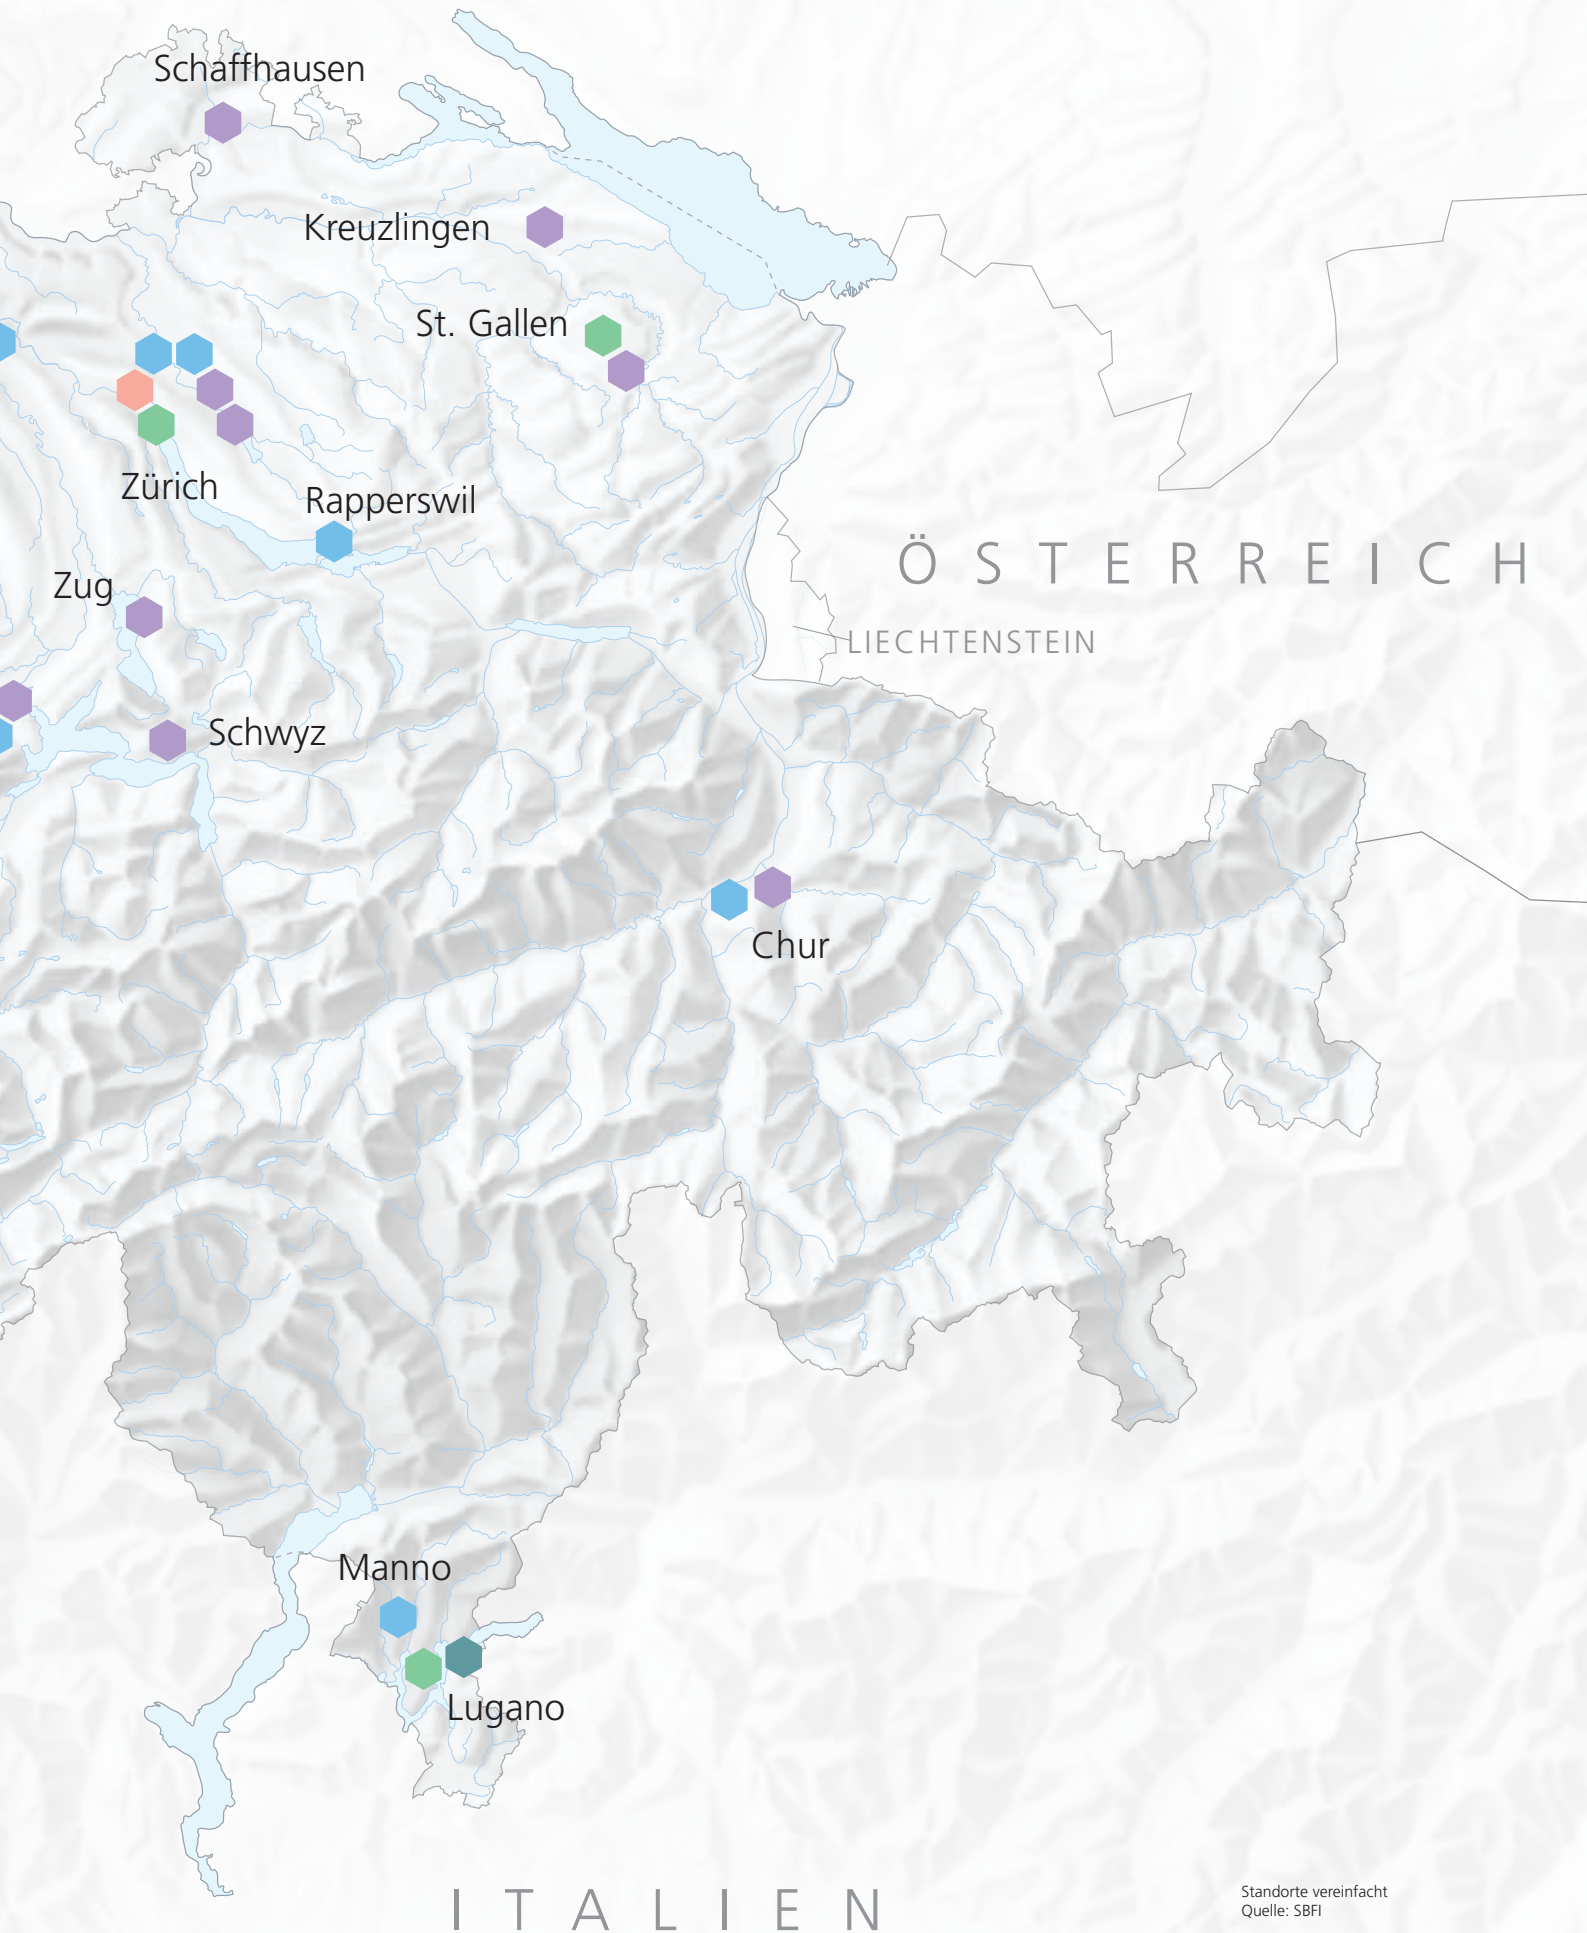 Schaffhausen
Kreuzlingen
St. Gallen
Zürich
Rapperswil
ÖSTERREICH
Zug
LIECHTENSTEIN
Schwyz
Chur
Manno
Lugano
ITALIEN
Standorte vereinfacht
Quelle: SBFI